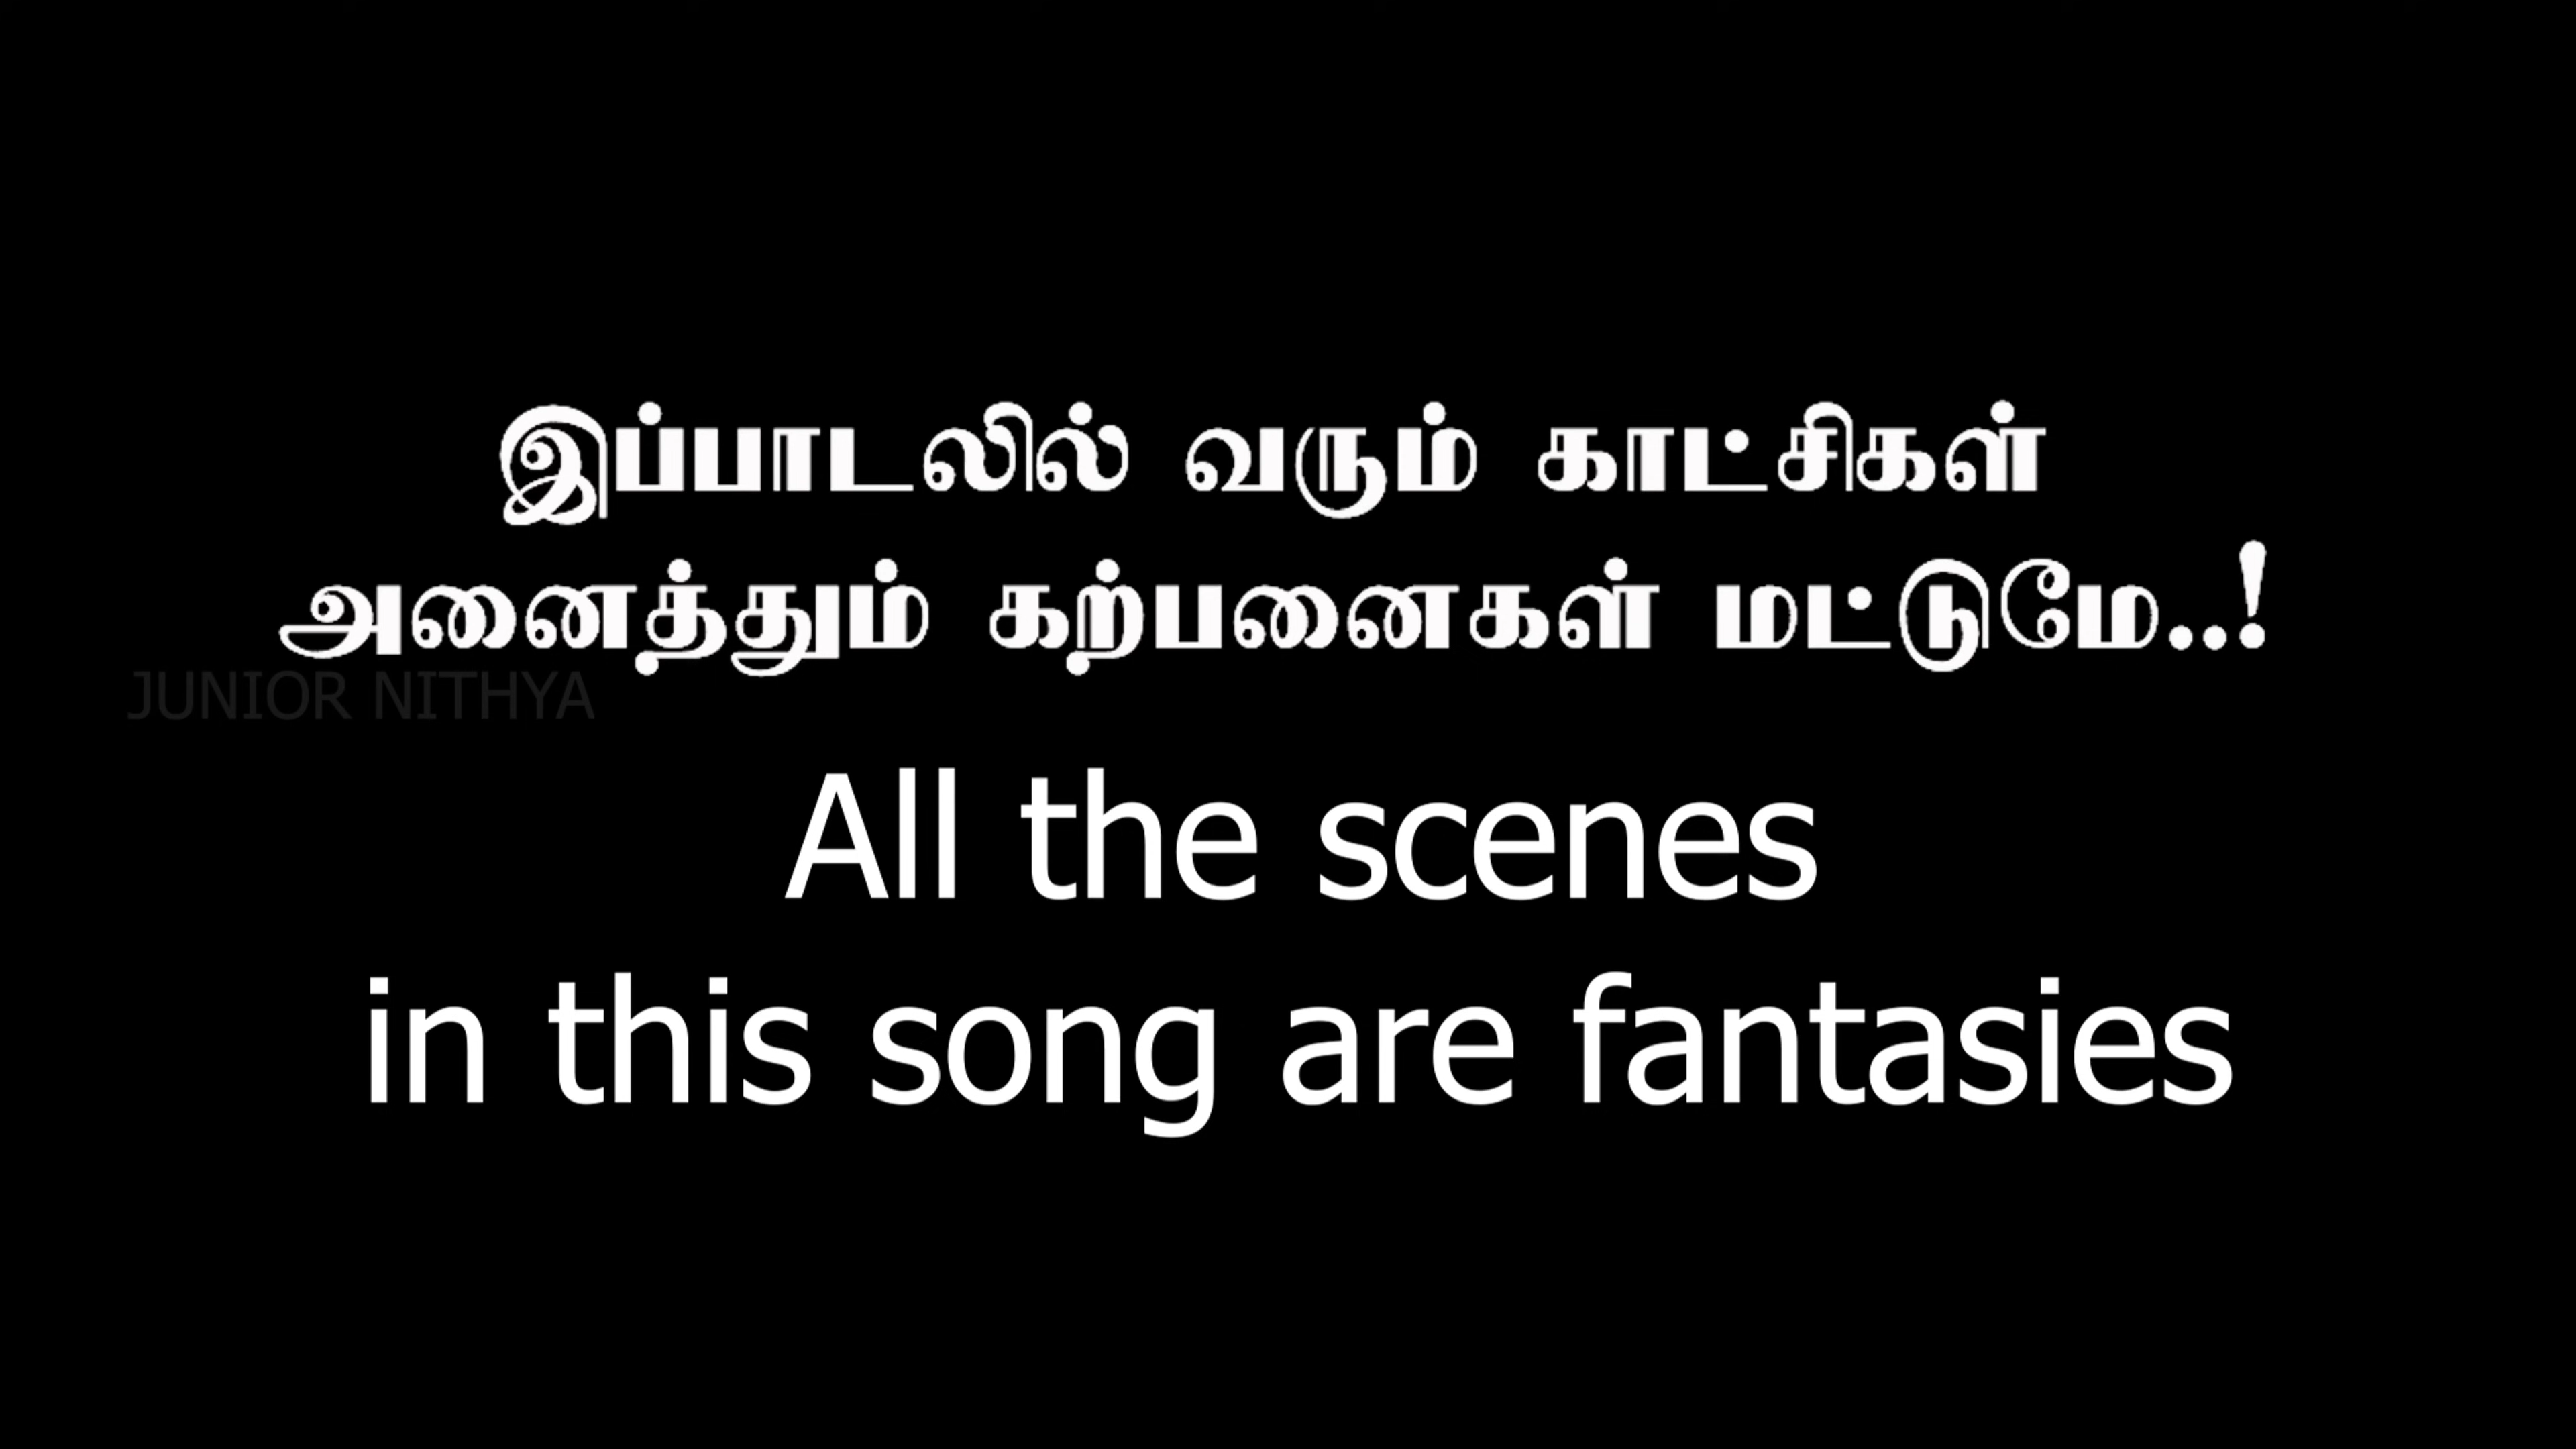 இப்பாடலில் வரும் காட்சிகள்
அனைத்தும் கற்பனைகள் மட்டுமே..!
JUNIOR NITHYA
All the scenes
in this song are fantasies